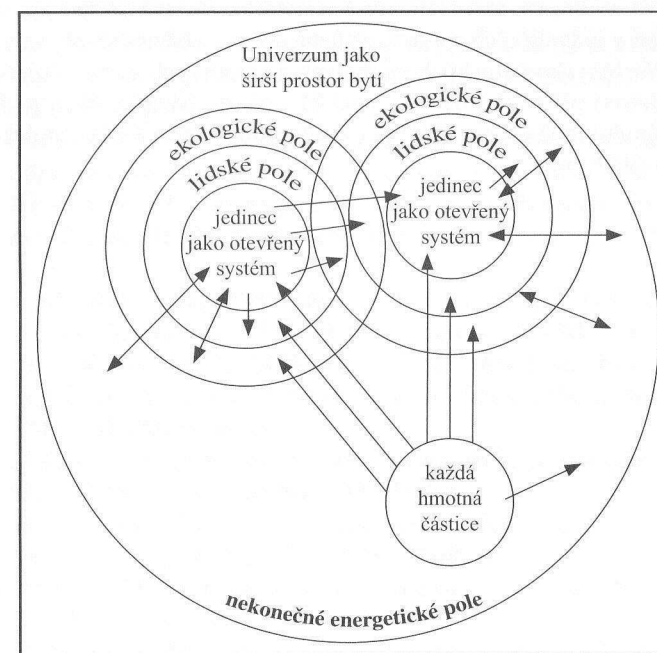 Univerzum jako
širší prostor bytí
ekologické pole
lidské pole
jedinec
jako otevřený
systém
ekologické pole
lidské pole
jedinec
jako otevřený
systém
každá
hmotná
částice
nekonečné energetické pole